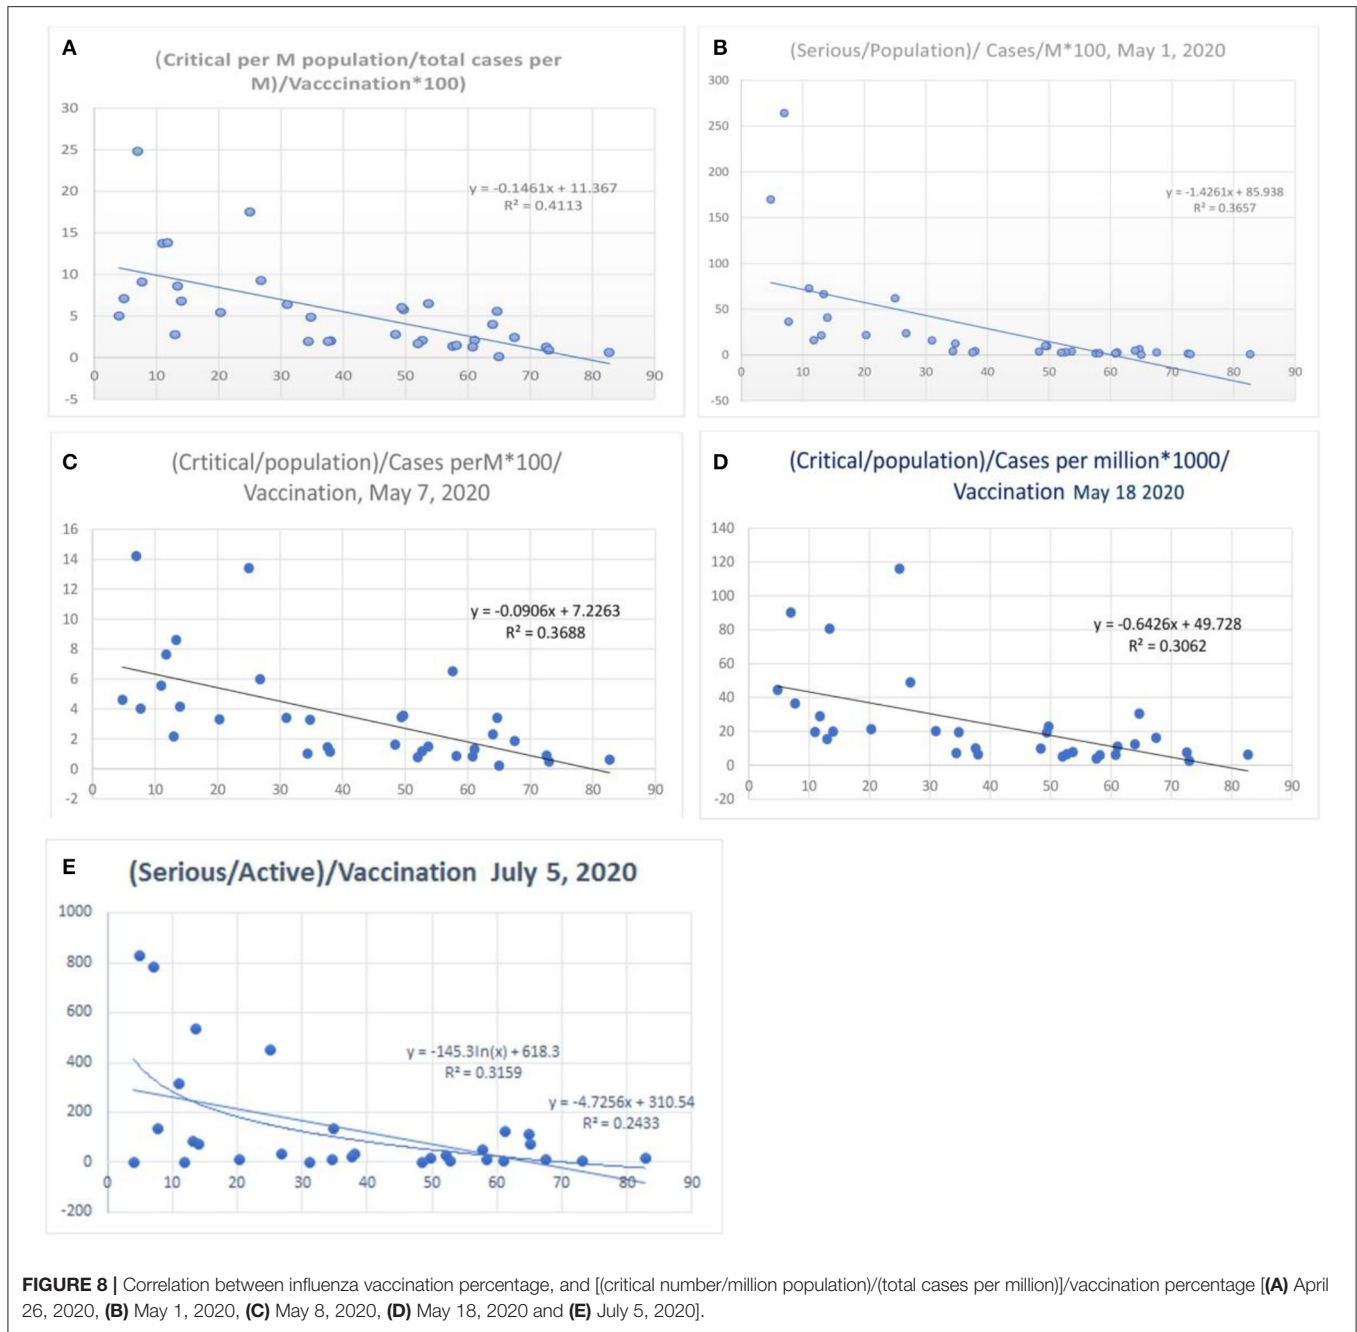 A
(Critical per M population/total cases per
M)/Vacccination*100)
30
25
20
15
10
5
0
-5
0 10 20 30 40 50 60 70 80 90
y = -0.1461x + 11.367
R² = 0.4113
B
(Serious/Population)/ Cases/M*100, May 1, 2020
300
250
200
150
100
50
0
-50
0 10 20 30 40 50 60 70 80 90
y = -1.4261x + 85.938
R² = 0.3657
C
(Crtitical/population)/Cases perM*100/
Vaccination, May 7, 2020
16
14
12
10
8
6
4
2
0
-2
0 10 20 30 40 50 60 70 80 90
y = -0.0906x + 7.2263
R² = 0.3688
D
(Critical/population)/Cases per million*1000/
Vaccination May 18 2020
140
120
100
80
60
40
20
0
-20
0 10 20 30 40 50 60 70 80 90
y = -0.6426x + 49.728
R² = 0.3062
E
(Serious/Active)/Vaccination July 5, 2020
1000
800
600
400
200
0
-200
0 10 20 30 40 50 60 70 80 90
y = -145.3ln(x) + 618.3
R² = 0.3159
y = -4.7256x + 310.54
R² = 0.2433
FIGURE 8 | Correlation between influenza vaccination percentage, and [(critical number/million population)/(total cases per million)]/vaccination percentage [(A) April
26, 2020, (B) May 1, 2020, (C) May 8, 2020, (D) May 18, 2020 and (E) July 5, 2020].